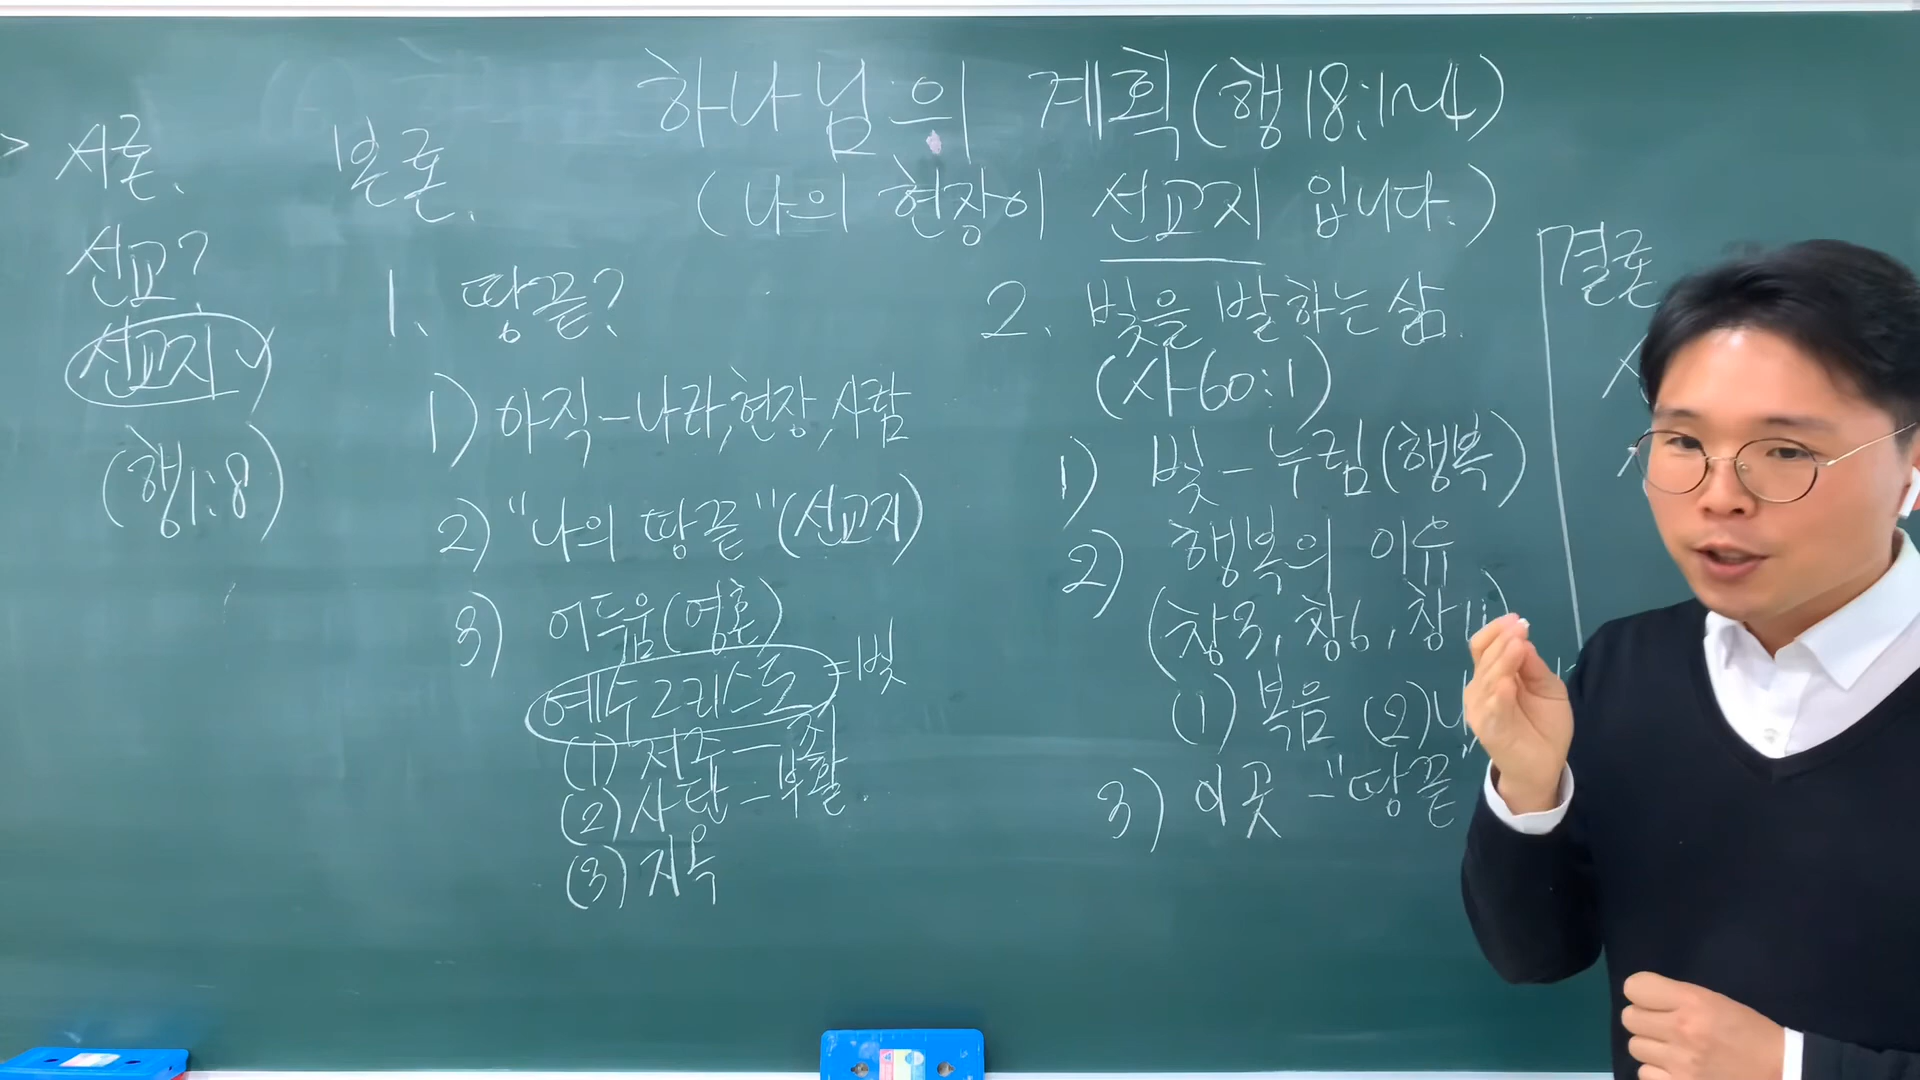 하나님의 계획(행18:1~4)
(나의 현장이 선교지 입니다.)
서론.
선교?
선교지
(행1:8)
본론.
1. 땅끝?
1) 아직-나라,현장,사람
2) "나의 땅끝"(선교지)
3) 어두움(영혼)
예수그리스도=빛
(1) 저주-죄
(2) 사단-부활.
(3) 지옥
2. 빛을 발하는 삶.
(사60:1)
1) 빛-누림(행복)
2) 행복의 이유
(창3, 창6, 창11)
(1) 복음 (2)
3) 이곳-"땅끝"
결론